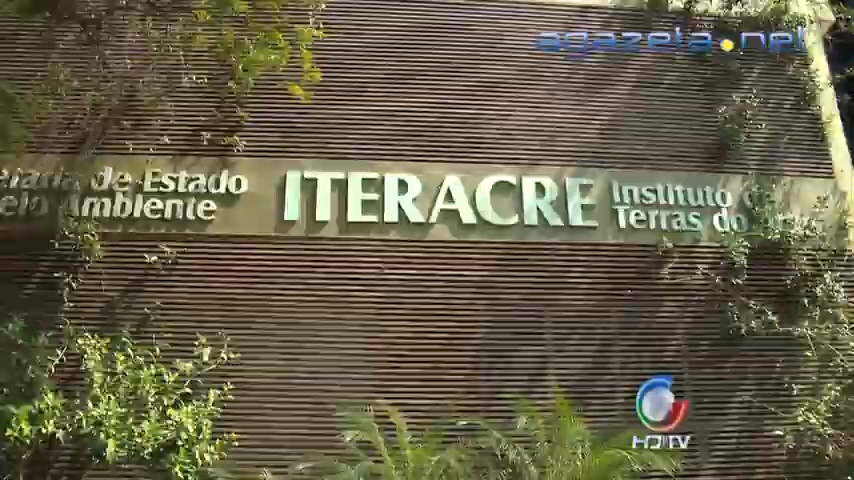 agazeta.net
de Estado
Ambiente
ITERACRE
Instituto
Terras do
HDTV